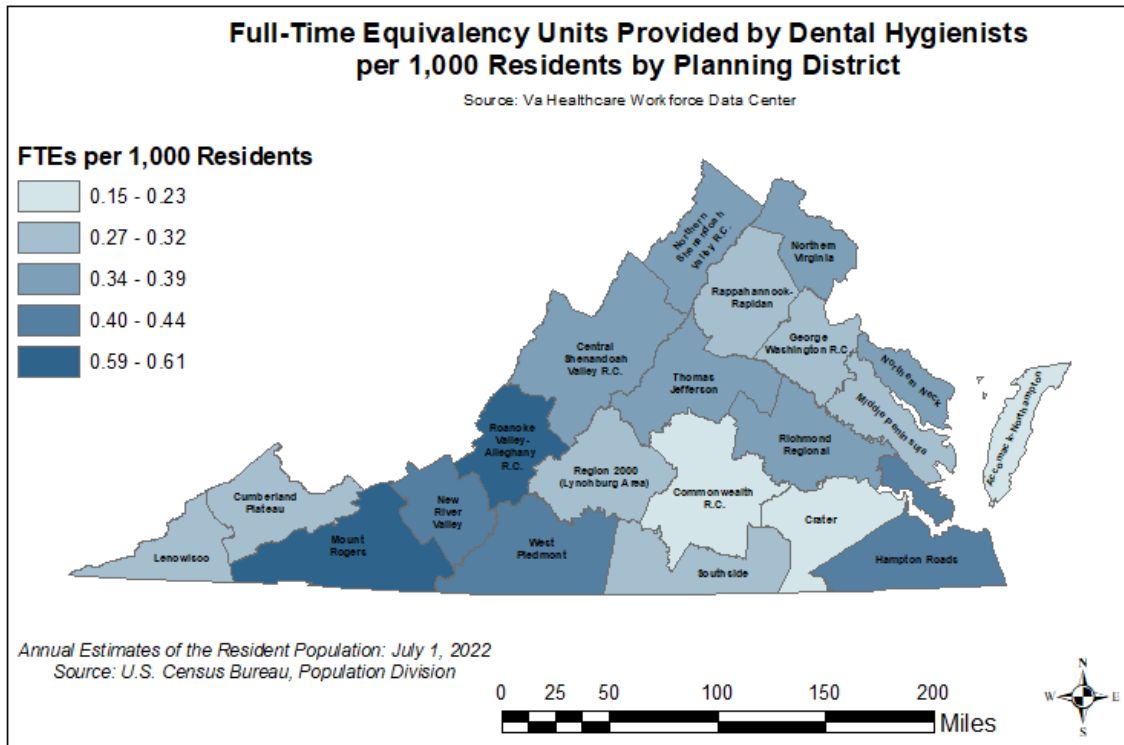 Full-Time Equivalency Units Provided by Dental Hygienists
per 1,000 Residents by Planning District
Source: Va Healthcare Workforce Data Center
FTEs per 1,000 Residents
0.15 - 0.23
0.27 - 0.32
0.34 - 0.39
0.40 - 0.44
0.59 - 0.61
Northern
Shenandoah
Valley R.C.
Northern
Virginia
Rappahannock-
Rapidan
George
Washington R.C.
Central
Shenandoah
Valley R.C.
Northern Neck
Thomas
Jefferson
Middle Peninsula
Accomack-Northampton
Roanoke
Valley-
Alleghany
R.C.
Richmond
Regional
Region 2000
(Lynchburg Area)
Cumberland
Plateau
New
River
Valley
Commonwealth
R.C.
Crater
Mount
Rogers
West
Piedmont
Lenowisco
Southside
Hampton Roads
Annual Estimates of the Resident Population: July 1, 2022
Source: U.S. Census Bureau, Population Division
0 25 50 100 150 200
Miles
N
W E
S